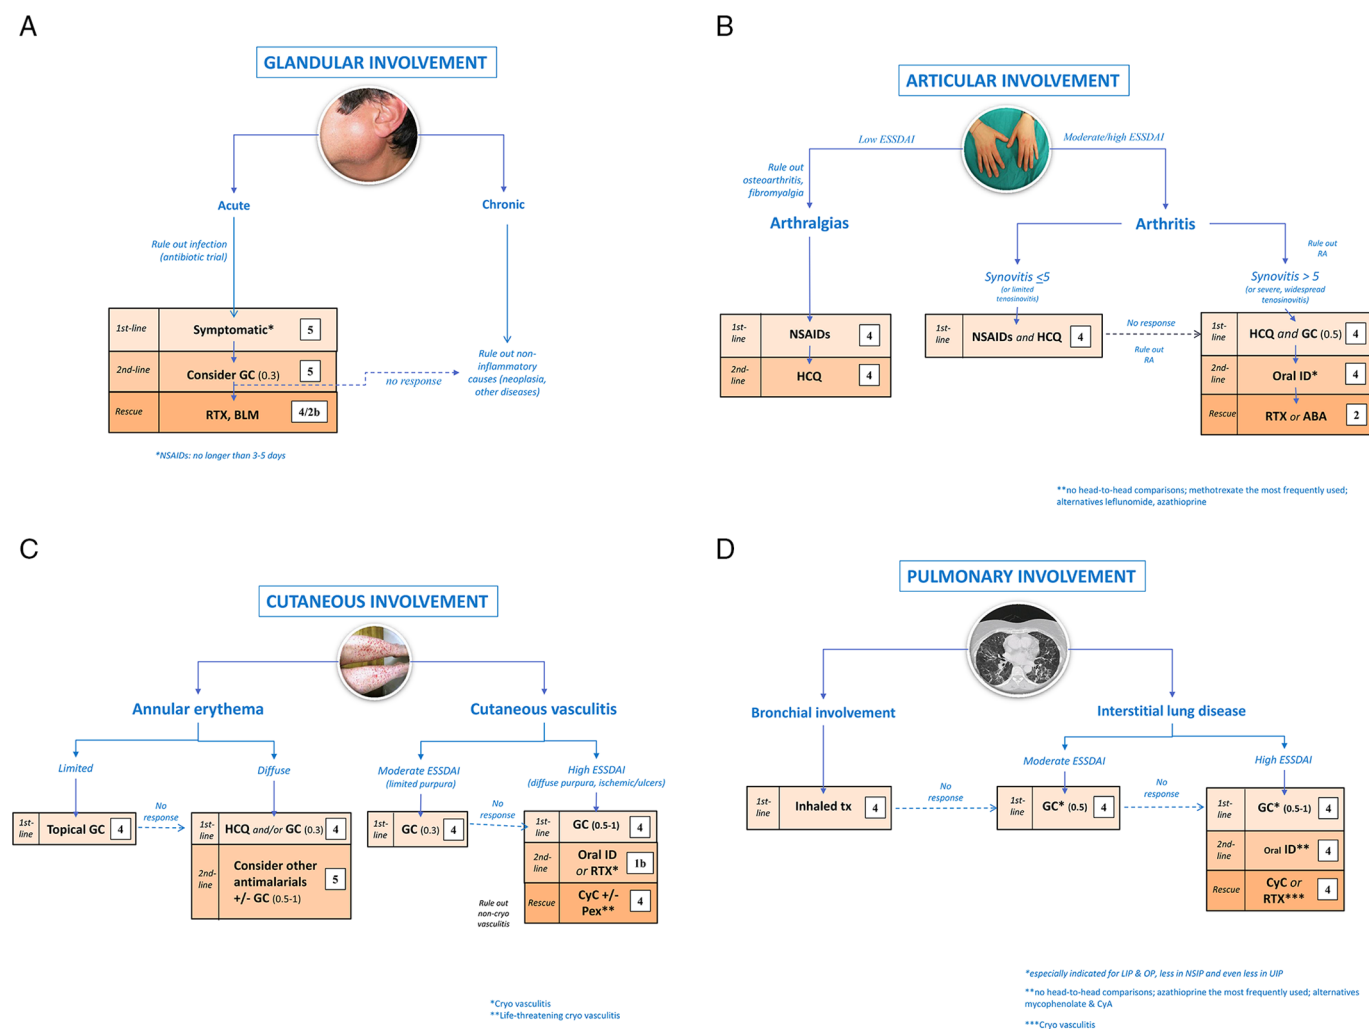 A
GLANDULAR INVOLVEMENT
Acute
Chronic
Rule out infection
(antibiotic trial)
1st-line
Symptomatic*
5
2nd-line
Consider GC (0.3)
5
no response
Rescue
RTX, BLM
4/2b
Rule out non-
inflammatory
causes (neoplasia,
other diseases)
*NSAIDs: no longer than 3-5 days
B
ARTICULAR INVOLVEMENT
Low ESSDAI
Moderate/high ESSDAI
Rule out
osteoarthritis,
fibromyalgia
Arthralgias
Arthritis
Synovitis <5
(or limited
tenosinovitis)
Rule out
RA
Synovitis > 5
(or severe, widespread
tenosinovitis)
1st-
line
NSAIDs
4
2nd-
line
HCQ
4
1st-
line
NSAIDs and HCQ
4
No response
Rule out
RA
1st-
line
HCQ and GC (0.5)
4
2nd-
line
Oral ID*
4
Rescue
RTX or ABA
2
**no head-to-head comparisons; methotrexate the most frequently used;
alternatives leflunomide, azathioprine
C
CUTANEOUS INVOLVEMENT
Annular erythema
Cutaneous vasculitis
Limited
Diffuse
Moderate ESSDAI
(limited purpura)
High ESSDAI
(diffuse purpura, ischemic/ulcers)
1st-
line
Topical GC
4
No
response
1st-
line
HCQ and/or GC (0.3)
4
2nd-
line
Consider other
antimalarials
+/- GC (0.5-1)
5
1st-
line
GC (0.3)
4
No
response
1st-
line
GC (0.5-1)
4
2nd-
line
Oral ID
or RTX*
1b
Rescue
CyC +/-
Pex**
4
Rule out
non-cryo
vasculitis
*Cryo vasculitis
**Life-threatening cryo vasculitis
D
PULMONARY INVOLVEMENT
Bronchial involvement
Interstitial lung disease
Moderate ESSDAI
High ESSDAI
1st-
line
Inhaled tx
4
No
response
1st-
line
GC* (0.5)
4
No
response
1st-
line
GC* (0.5-1)
4
2nd-
line
Oral ID**
4
Rescue
CyC or
RTX***
4
*especially indicated for LIP & OP, less in NSIP and even less in UIP
**no head-to-head comparisons; azathioprine the most frequently used; alternatives
mycophenolate & CyA
***Cryo vasculitis